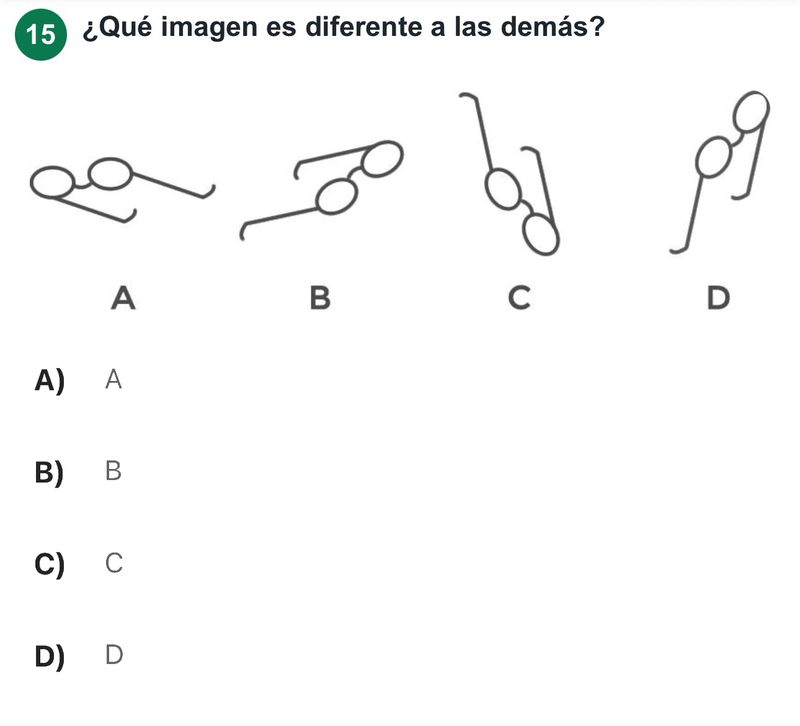 15 ¿Qué imagen es diferente a las demás?
A B C D
A) A
B) B
C) C
D) D